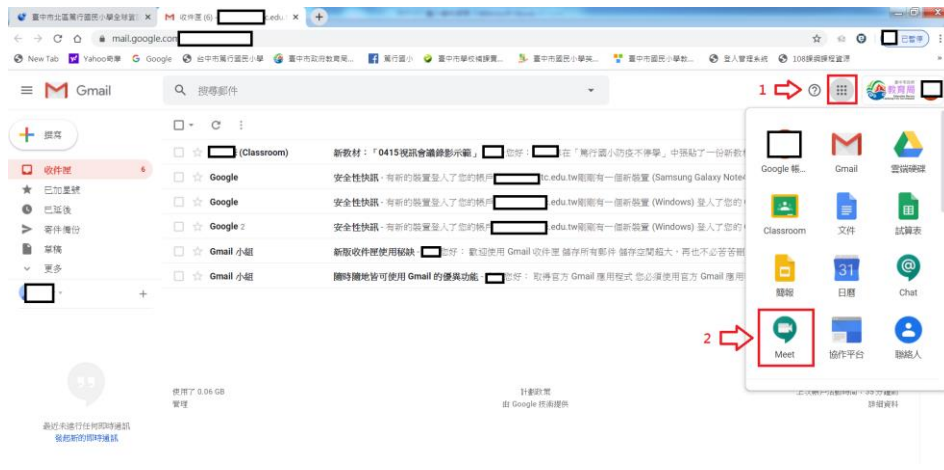 臺中市北區篤行國民小學全球資
收件匣 (6) - c.edu.
mail.google.com
已暫停
New Tab Yahoo奇摩 Google 台中市篤行國民小學 臺中市政府教育局... 篤行國小 臺中市學校補課實... 臺中市國民小學英... 臺中市國民小學教... 登入管理系統 108課綱課程資源
Gmail
搜尋郵件
1
教育局
撰寫
收件匣 6
已加星號
已延後
寄件備份
草稿
更多
(Classroom) 新教材:「0415視訊會議錄影示範」 您好: 在「篤行國小防疫不停學」中張貼了一份新教材
Google 安全性快訊 - 有新的裝置登入了您的帳戶 tc.edu.tw剛剛有一個新裝置 (Samsung Galaxy Note
Google 安全性快訊 - 有新的裝置登入了您的帳戶 .edu.tw剛剛有一個新裝置 (Windows) 登入了您的
Google 2 安全性快訊 - 有新的裝置登入了您的帳戶 .edu.tw剛剛有一個新裝置 (Windows) 登入了您的
Gmail 小組 新版收件匣使用秘訣 - 您好: 歡迎使用 Gmail 收件匣 儲存所有郵件 儲存空間超大,再也不必苦苦
Gmail 小組 隨時隨地皆可使用 Gmail 的優異功能 - 您好: 取得官方 Gmail 應用程式 您必須使用官方 Gmail 應用
Google 帳... Gmail 雲端硬碟
Classroom 文件 試算表
簡報 日曆 Chat
31
2
Meet 協作平台 聯絡人
使用了 0.06 GB
管理
計劃政策
由 Google 技術提供
詳細資料
最近未進行任何即時通訊
發起新的即時通訊